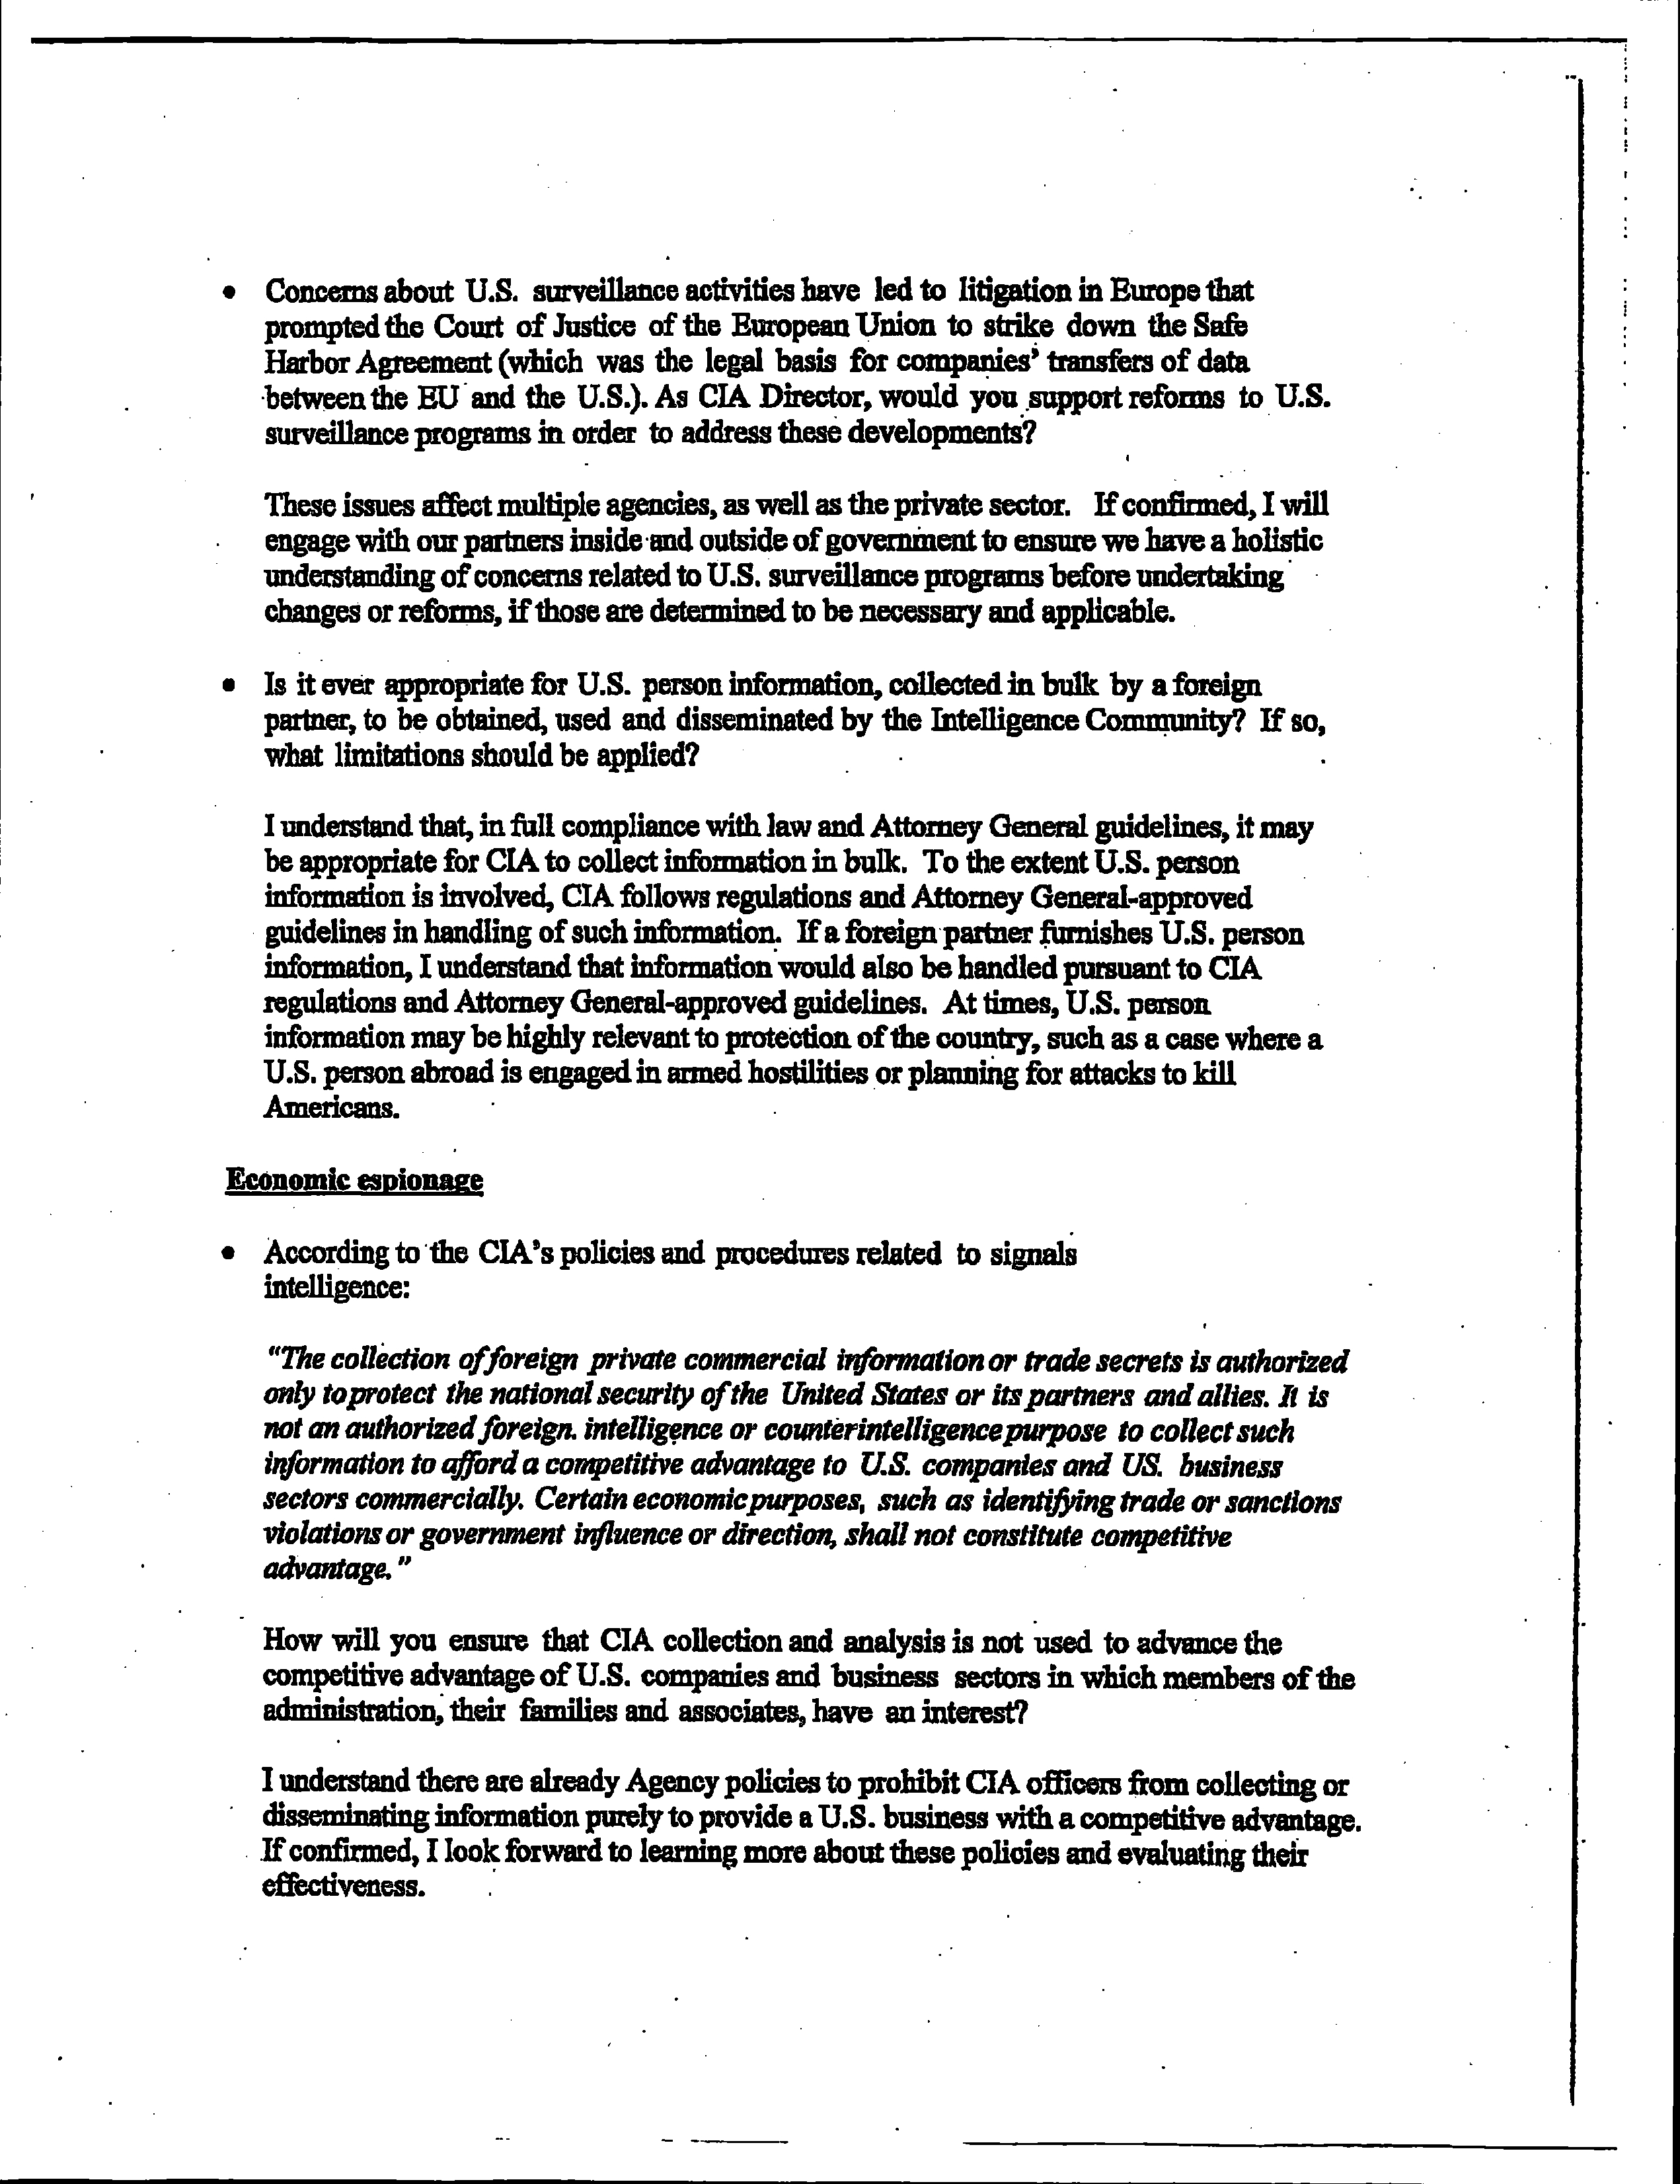 • Concerns about U.S. surveillance activities have led to litigation in Europe that
prompted the Court of Justice of the European Union to strike down the Safe
Harbor Agreement (which was the legal basis for companies' transfers of data
between the EU and the U.S.). As CIA Director, would you support reforms to U.S.
surveillance programs in order to address these developments?
These issues affect multiple agencies, as well as the private sector. If confirmed, I will
engage with our partners inside and outside of government to ensure we have a holistic
understanding of concerns related to U.S. surveillance programs before undertaking
changes or reforms, if those are determined to be necessary and applicable.
• Is it ever appropriate for U.S. person information, collected in bulk by a foreign
partner, to be obtained, used and disseminated by the Intelligence Community? If so,
what limitations should be applied?
I understand that, in full compliance with law and Attorney General guidelines, it may
be appropriate for CIA to collect information in bulk. To the extent U.S. person
information is involved, CIA follows regulations and Attorney General-approved
guidelines in handling of such information. If a foreign partner furnishes U.S. person
information, I understand that information would also be handled pursuant to CIA
regulations and Attorney General-approved guidelines. At times, U.S. person
information may be highly relevant to protection of the country, such as a case where a
U.S. person abroad is engaged in armed hostilities or planning for attacks to kill
Americans.
Economic espionage
• According to the CIA's policies and procedures related to signals
intelligence:
"The collection of foreign private commercial information or trade secrets is authorized
only to protect the national security of the United States or its partners and allies. It is
not an authorized foreign. intelligence or counterintelligence purpose to collect such
information to afford a competitive advantage to U.S. companies and US. business
sectors commercially. Certain economic purposes, such as identifying trade or sanctions
violations or government influence or direction, shall not constitute competitive
advantage."
How will you ensure that CIA collection and analysis is not used to advance the
competitive advantage of U.S. companies and business sectors in which members of the
administration, their families and associates, have an interest?
I understand there are already Agency policies to prohibit CIA officers from collecting or
disseminating information purely to provide a U.S. business with a competitive advantage.
If confirmed, I look forward to learning more about these policies and evaluating their
effectiveness.